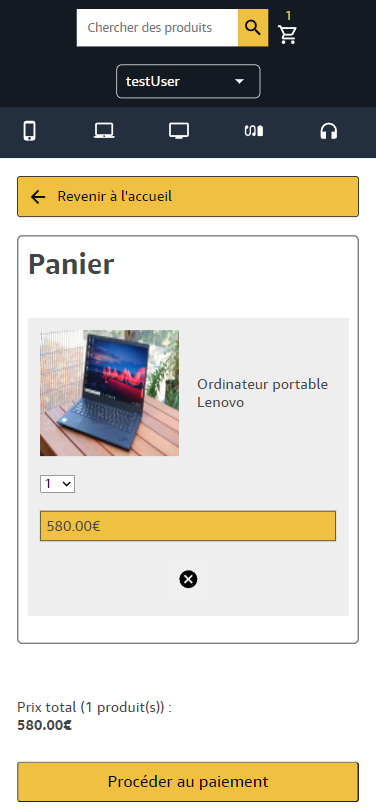 1
Chercher des produits
testUser
Revenir à l'accueil
Panier
Ordinateur portable
Lenovo
1
580.00€
Prix total (1 produit(s)) :
580.00€
Procéder au paiement